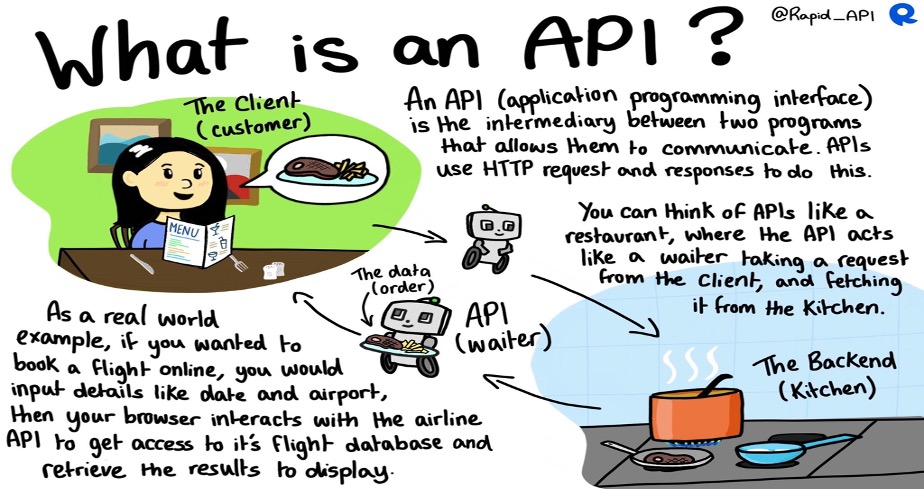 What is an API ?
@Rapid_API
The Client
(customer)
MENU
An API (application programming interface)
is the intermediary between two programs
that allows them to communicate. APIs
use HTTP request and responses to do this.
You can think of APIs like a
restaurant, where the API acts
like a waiter taking a request
from the Client, and fetching
it from the Kitchen.
The data
(order)
API
(waiter)
The Backend
(Kitchen)
As a real world
example, if you wanted to
book a flight online, you would
input details like date and airport,
then your browser interacts with the airline
API to get access to it's flight database and
retrieve the results to display.